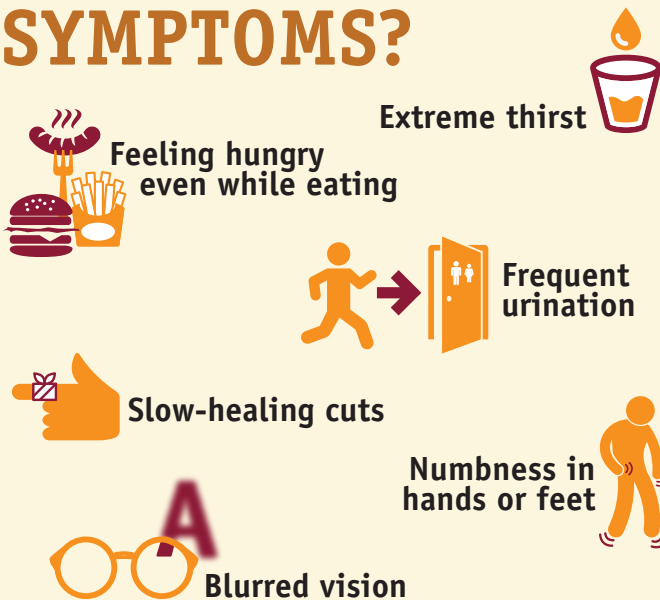 SYMPTOMS?
Extreme thirst
Feeling hungry
even while eating
Frequent
urination
Slow-healing cuts
Numbness in
hands or feet
A
Blurred vision